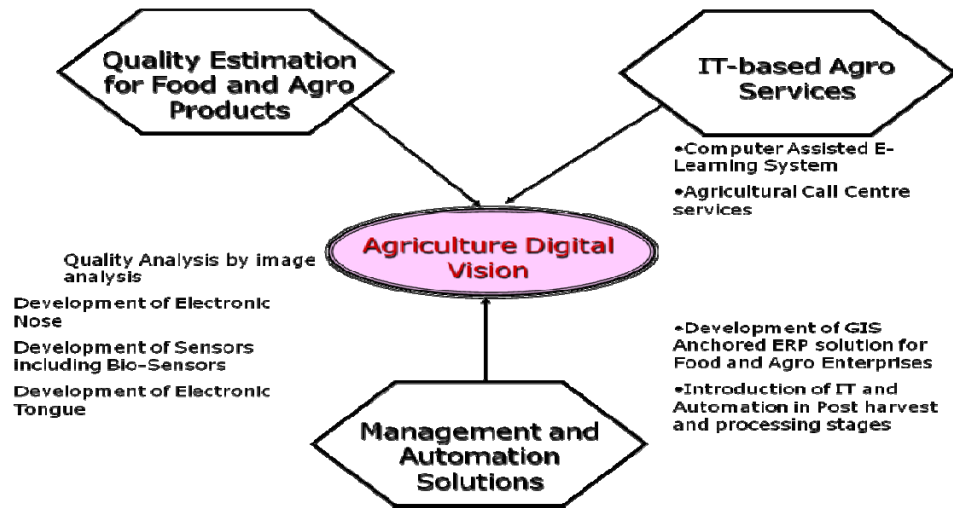 Quality Estimation
for Food and Agro
Products
IT-based Agro
Services
•Computer Assisted E-
Learning System
•Agricultural Call Centre
services
Agriculture Digital
Vision
Quality Analysis by image
analysis
Development of Electronic
Nose
Development of Sensors
including Bio-Sensors
Development of Electronic
Tongue
•Development of GIS
Anchored ERP solution for
Food and Agro Enterprises
•Introduction of IT and
Automation in Post harvest
and processing stages
Management and
Automation
Solutions